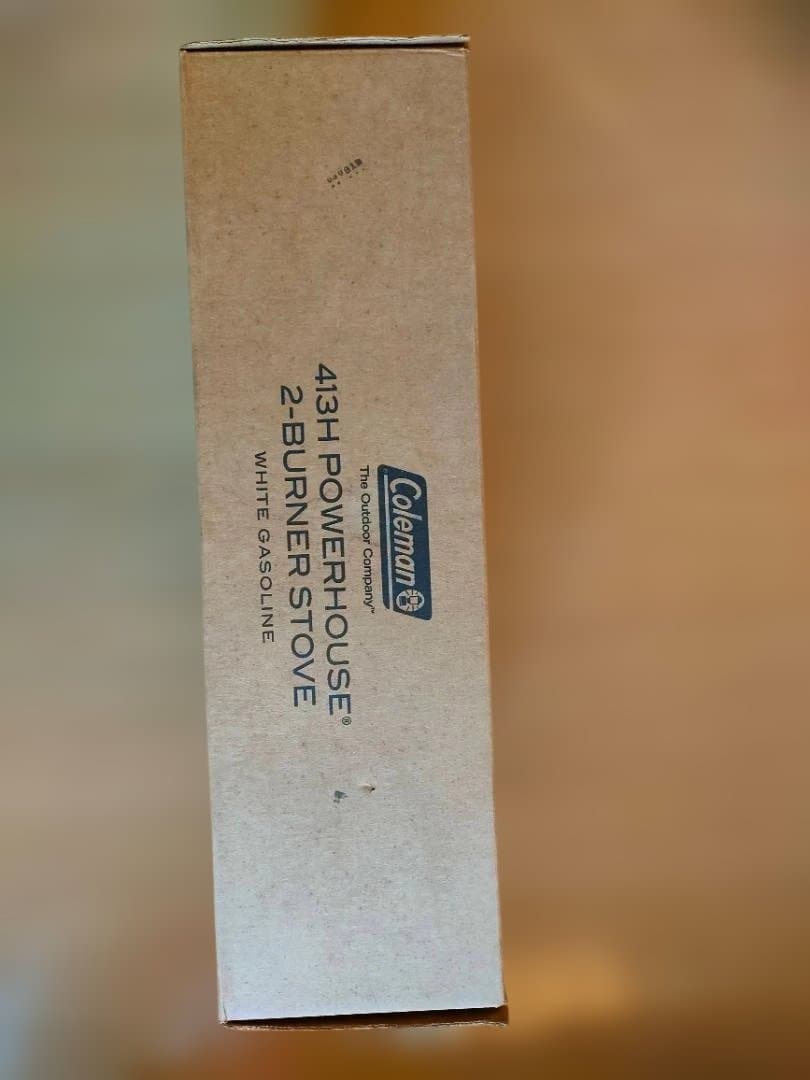 Coleman
The Outdoor Company™
413H POWERHOUSE®
2-BURNER STOVE
WHITE GASOLINE